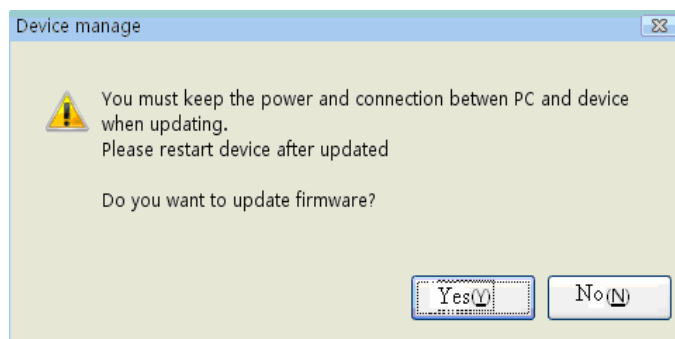 Device manage
You must keep the power and connection betwen PC and device
when updating.
Please restart device after updated
Do you want to update firmware?
Yes(Y) No(N)